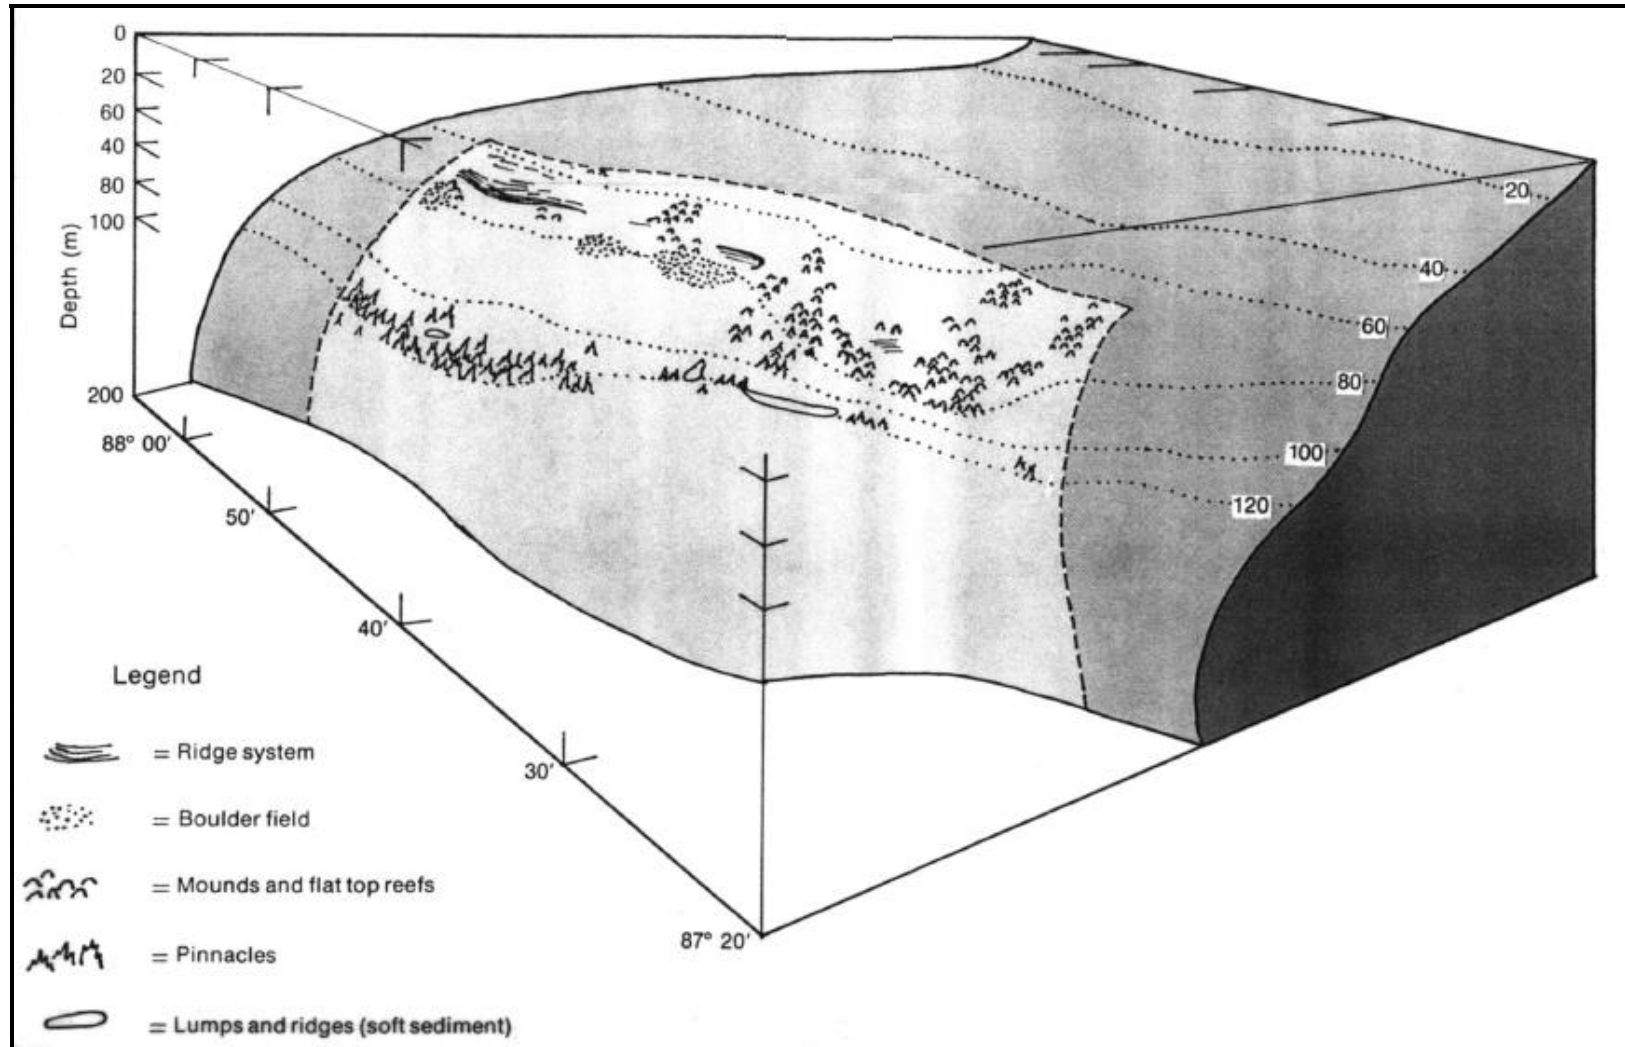 0
20
60
40
80
100
200
Depth (m)
88° 00'
50'
40'
30'
87° 20'
20
40
60
80
100
120
Legend
= Ridge system
= Boulder field
= Mounds and flat top reefs
= Pinnacles
= Lumps and ridges (soft sediment)